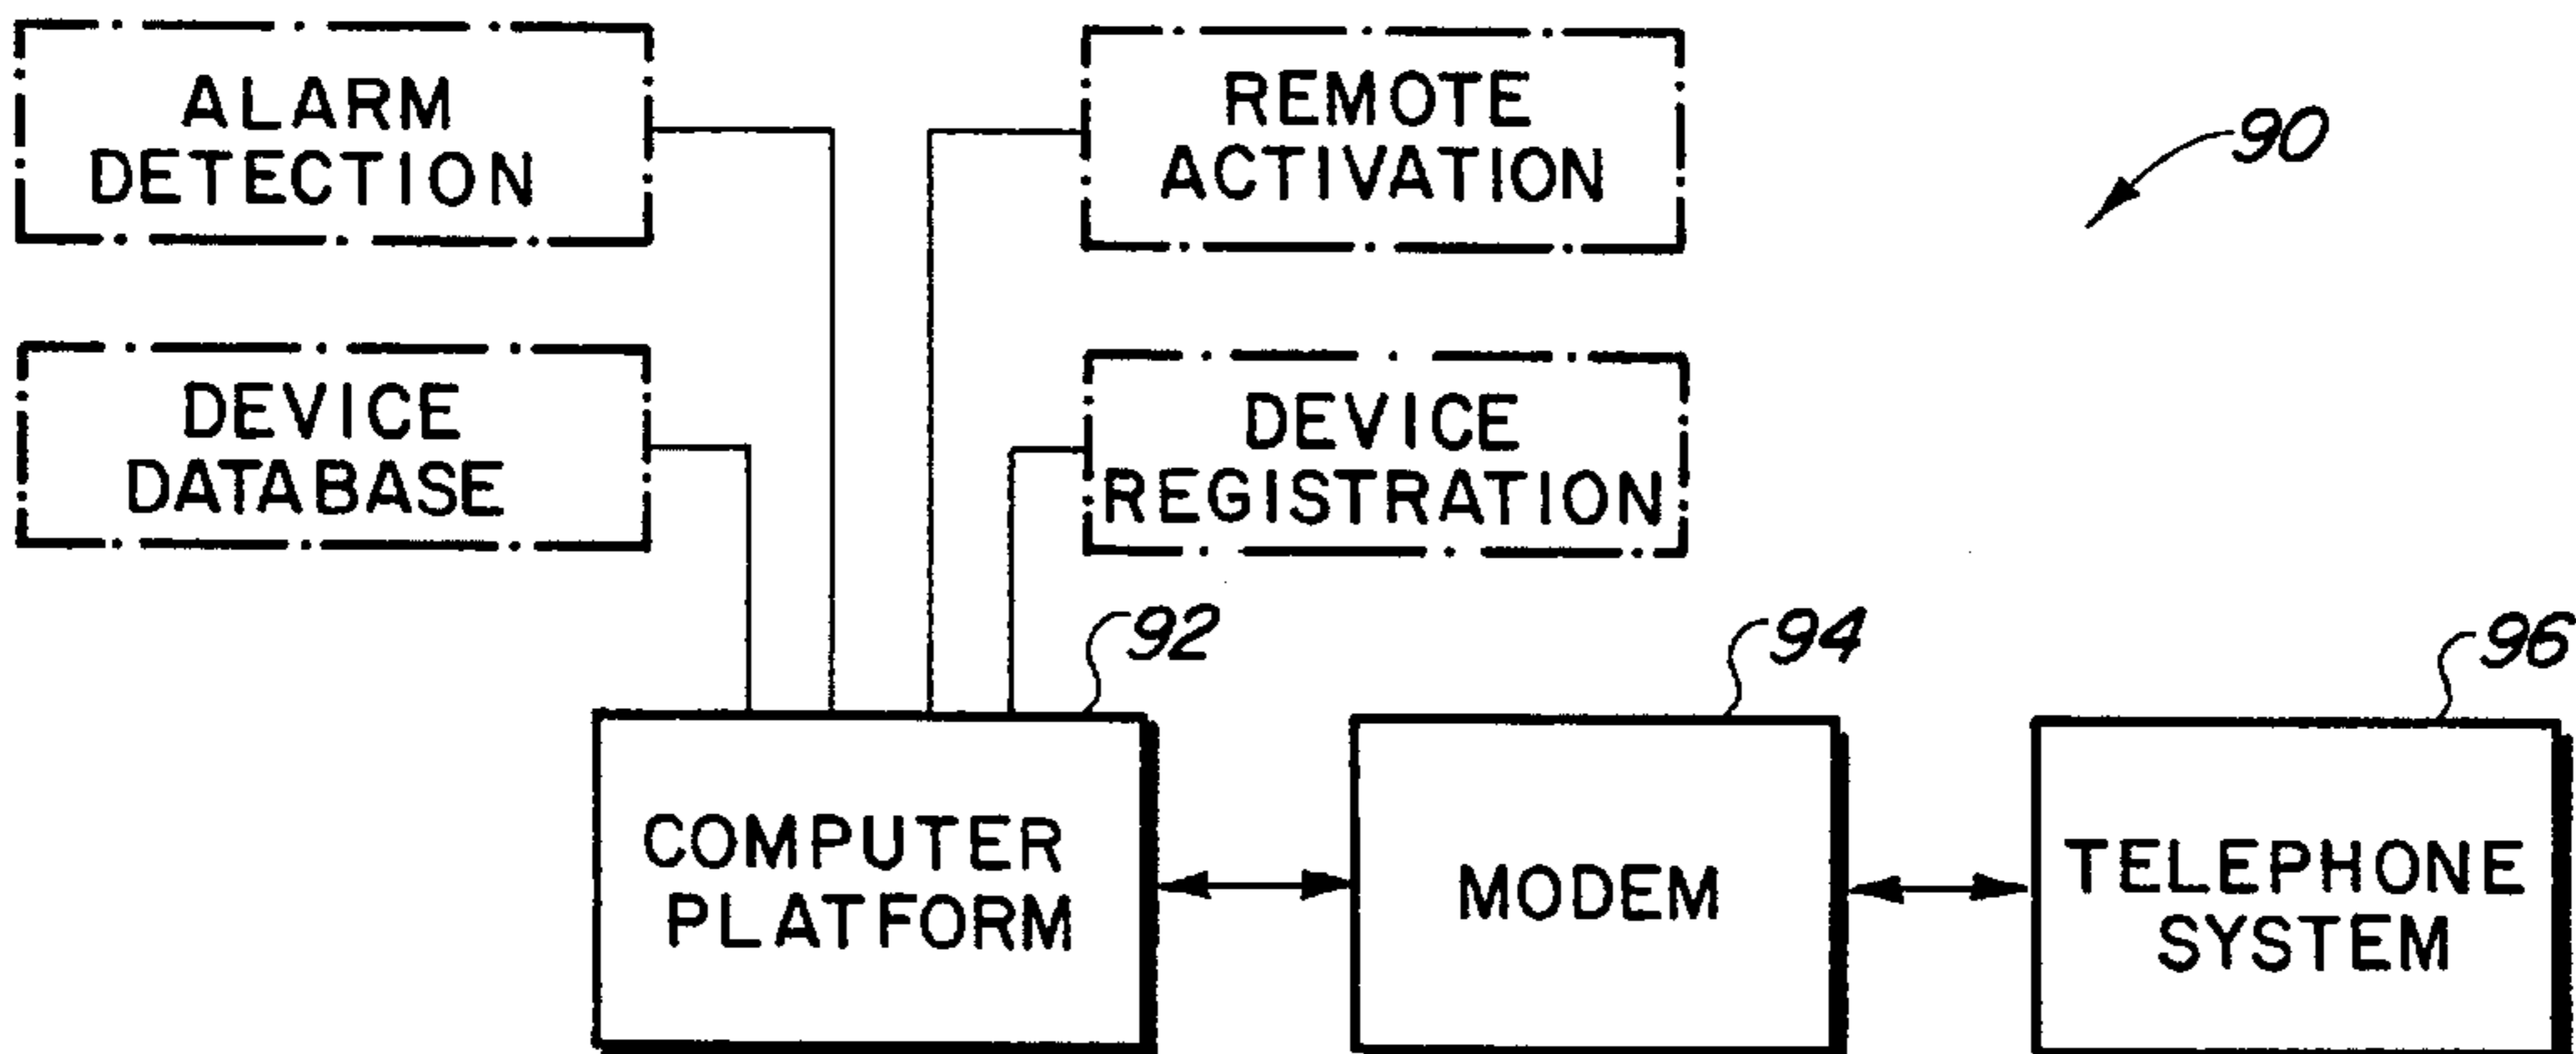 ALARM
DETECTION
REMOTE
ACTIVATION
90
DEVICE
DATABASE
DEVICE
REGISTRATION
92
94
96
COMPUTER
PLATFORM
MODEM
TELEPHONE
SYSTEM